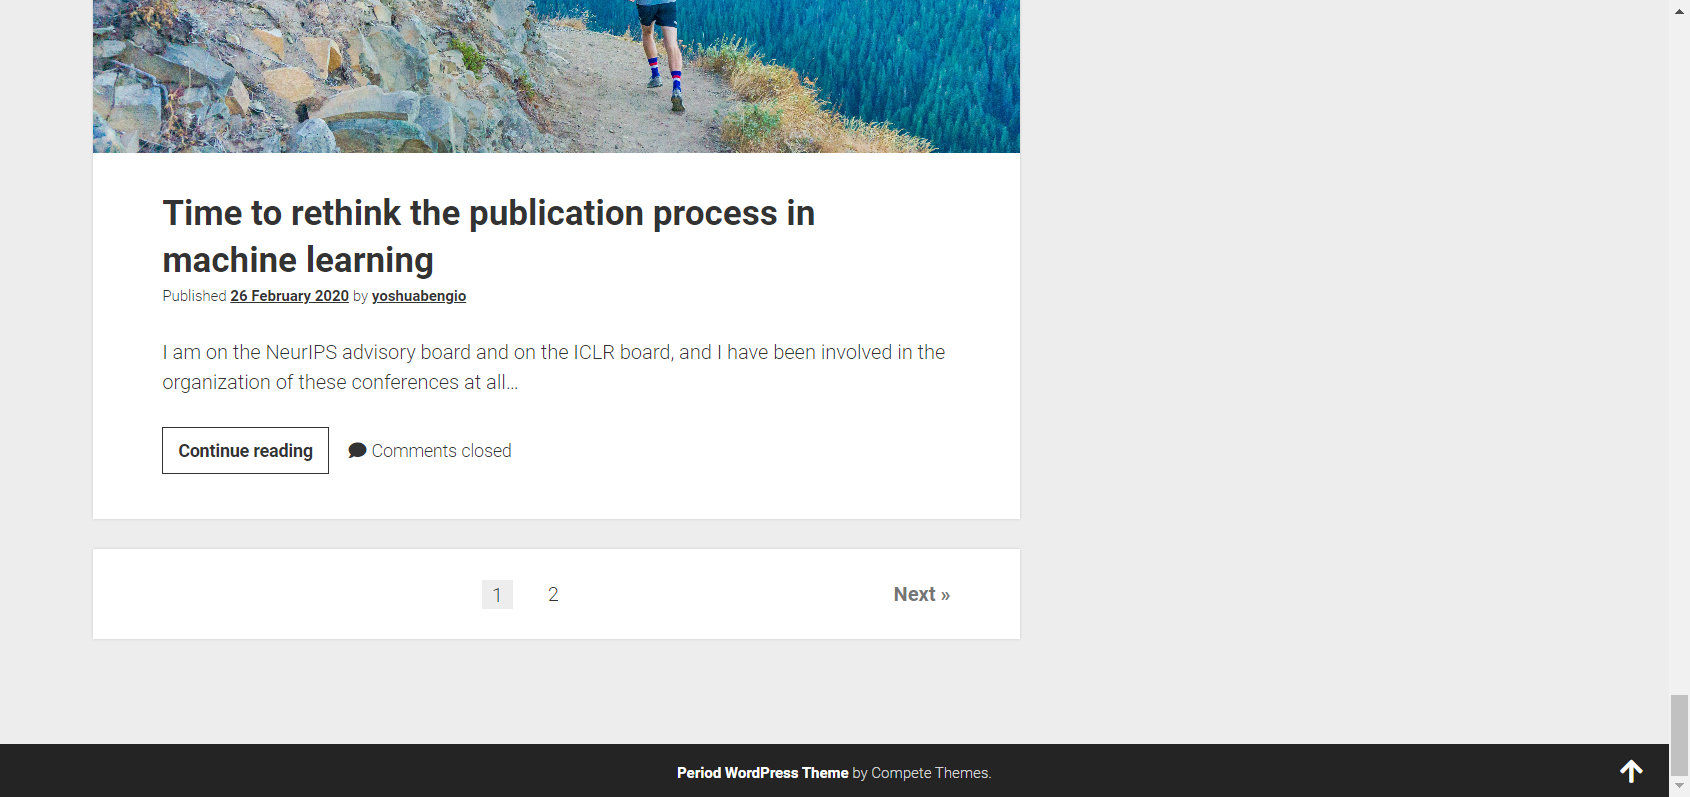 Time to rethink the publication process in
machine learning
Published 26 February 2020 by yoshuabengio
I am on the NeurIPS advisory board and on the ICLR board, and I have been involved in the
organization of these conferences at all…
Continue reading
Comments closed
1 2 Next »
Period WordPress Theme by Compete Themes.